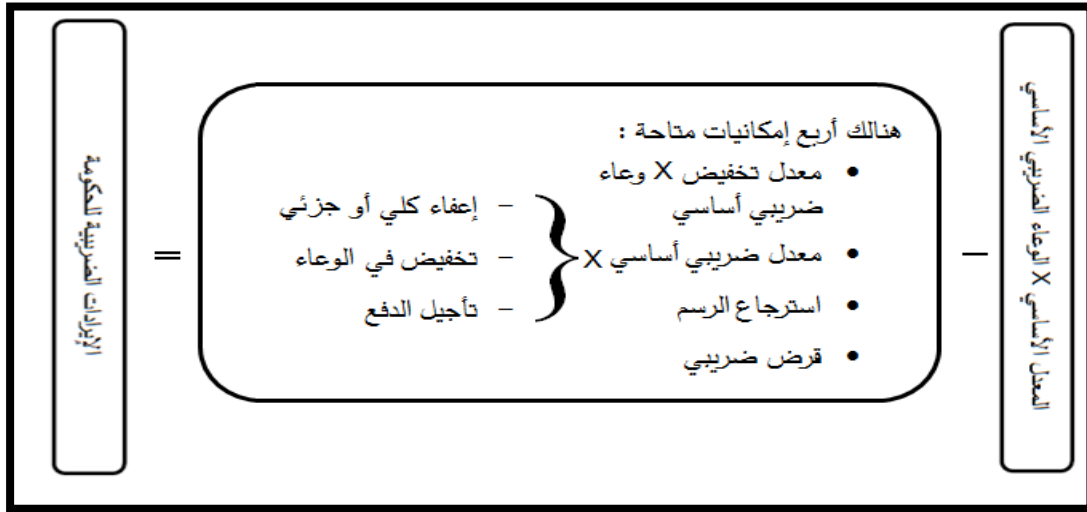 المعدل الأساسي X الوعاء الضريبي الأساسي
–
هنالك أربع إمكانيات متاحة :
• معدل تخفيض X وعاء
ضريبي أساسي
• معدل ضريبي أساسي X
• استرجاع الرسم
• قرض ضريبي
– إعفاء كلي أو جزئي
– تخفيض في الوعاء
– تأجيل الدفع
=
الإيرادات الضريبية للحكومة